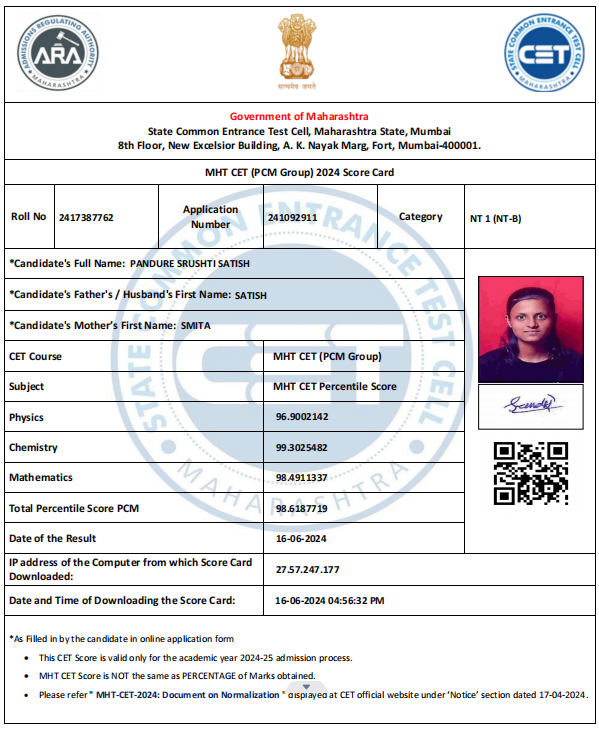 ADMISSIONS REGULATING AUTHORITY
ARA
MAHARASHTRA
सत्यमेव जयते
STATE COMMON ENTRANCE TEST CELL
CET
MAHARASHTRA
Government of Maharashtra
State Common Entrance Test Cell, Maharashtra State, Mumbai
8th Floor, New Excelsior Building, A. K. Nayak Marg, Fort, Mumbai-400001.
MHT CET (PCM Group) 2024 Score Card
Roll No 2417387762 Application Number 241092911 Category NT 1 (NT-B)
*Candidate's Full Name: PANDURE SRUSHTI SATISH
*Candidate's Father's / Husband's First Name: SATISH
*Candidate's Mother's First Name: SMITA
CET Course MHT CET (PCM Group)
Subject MHT CET Percentile Score
Physics 96.9002142
Chemistry 99.3025482
Mathematics 98.4911337
Total Percentile Score PCM 98.6187719
Date of the Result 16-06-2024
IP address of the Computer from which Score Card
Downloaded: 27.57.247.177
Date and Time of Downloading the Score Card: 16-06-2024 04:56:32 PM
*As Filled in by the candidate in online application form
• This CET Score is valid only for the academic year 2024-25 admission process.
• MHT CET Score is NOT the same as PERCENTAGE of Marks obtained.
• Please refer " MHT-CET-2024: Document on Normalization " displayed at CET official website under 'Notice' section dated 17-04-2024.
STATE COMMON ENTRANCE TEST CELL
CET
MAHARASHTRA